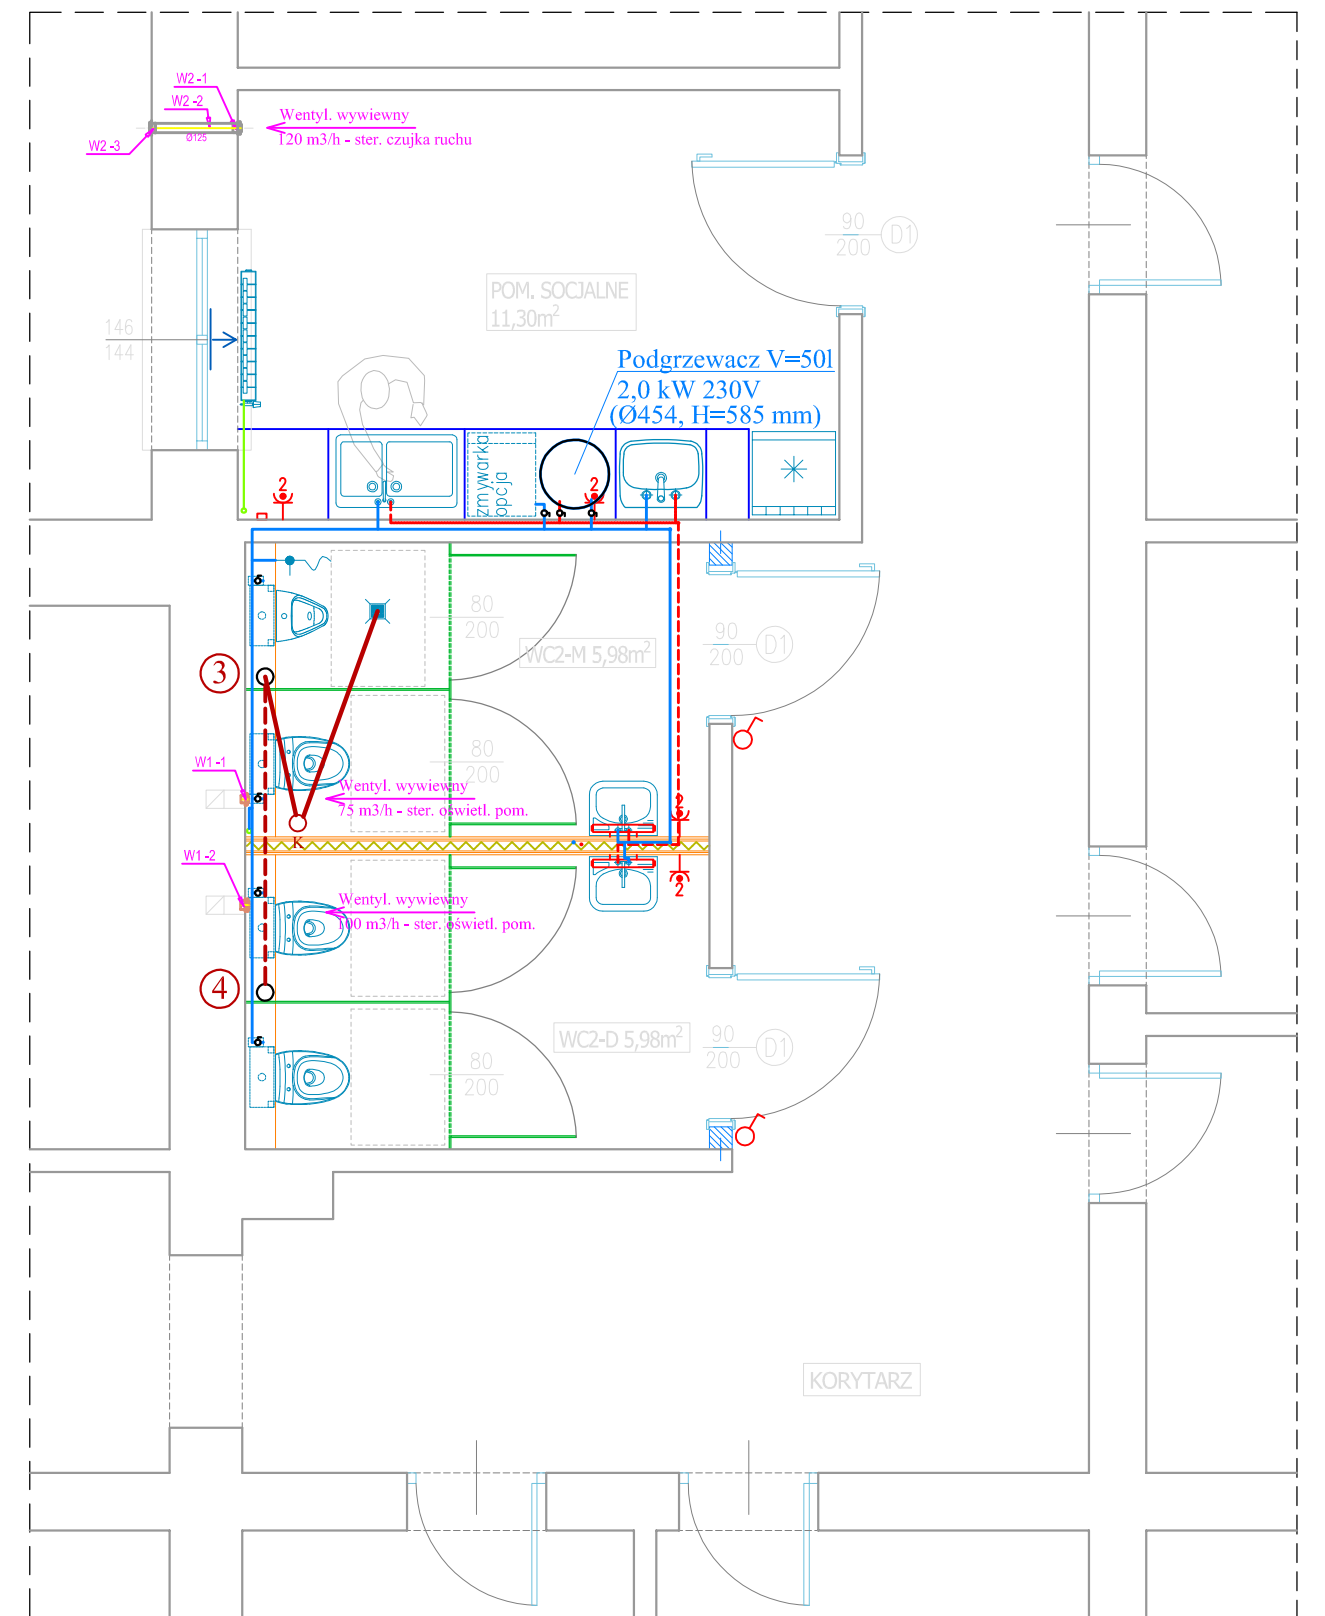 W2-1
W2-2
W2-3
Ø125
Wentyl. wywiewny
120 m3/h - ster. czujka ruchu
90
200
D1
POM. SOCJALNE
11,30m²
146
144
Podgrzewacz V=50l
2,0 kW 230V
(Ø454, H=585 mm)
zmywarka
opcja
2
2
80
200
WC2-M 5,98m²
90
200
D1
3
80
200
W1-1
Wentyl. wywiewny
75 m3/h - ster. oświetl. pom.
K
2
W1-2
2
Wentyl. wywiewny
100 m3/h - ster. oświetl. pom.
4
WC2-D 5,98m²
90
200
D1
80
200
KORYTARZ